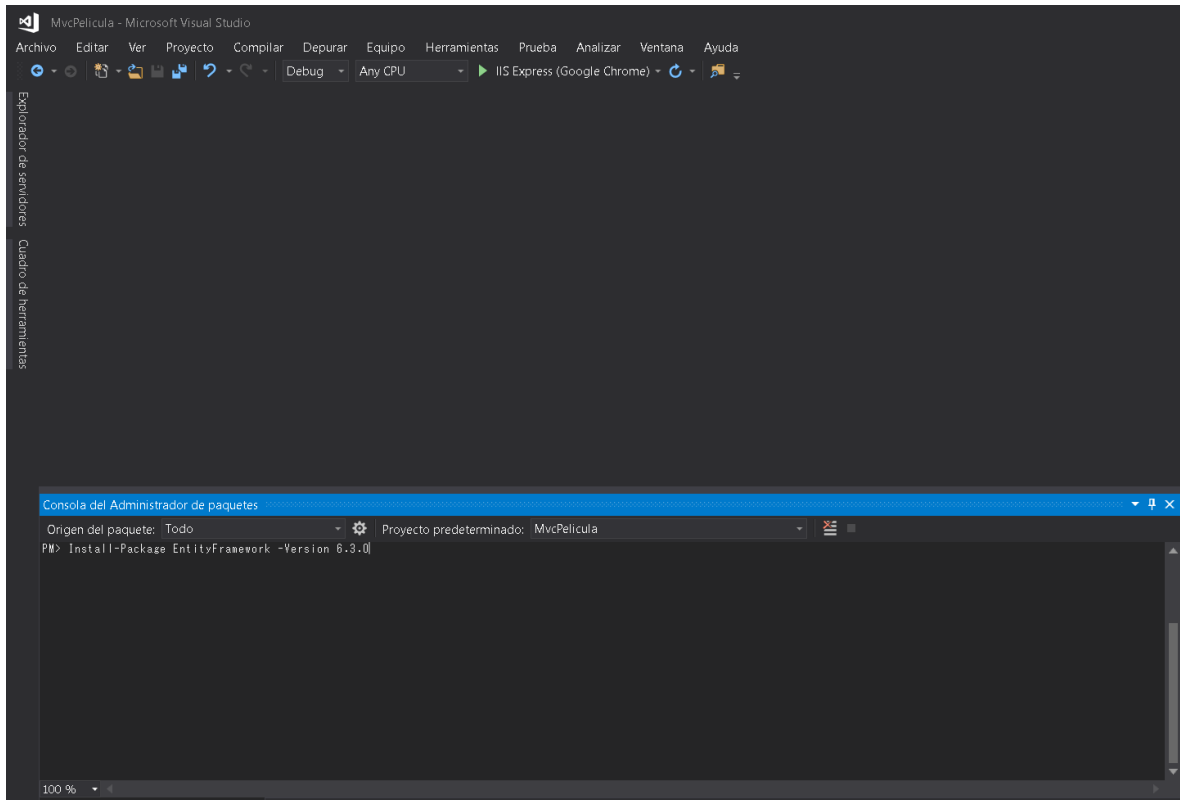 MvcPelicula - Microsoft Visual Studio
Archivo Editar Ver Proyecto Compilar Depurar Equipo Herramientas Prueba Analizar Ventana Ayuda
Debug Any CPU IIS Express (Google Chrome)
Explorador de servidores
Cuadro de herramientas
Consola del Administrador de paquetes
Origen del paquete: Todo Proyecto predeterminado: MvcPelicula
PM> Install-Package EntityFramework -Version 6.3.0
100 %